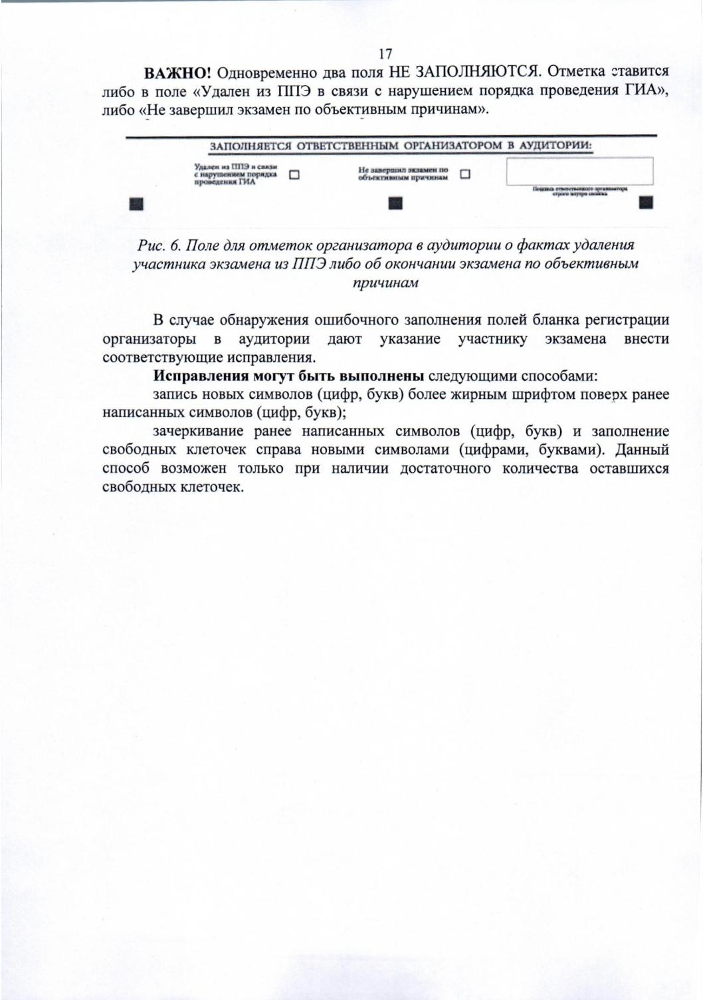 17
ВАЖНО! Одновременно два поля НЕ ЗАПОЛНЯЮТСЯ. Отметка ставится
либо в поле «Удален из ППЭ в связи с нарушением порядка проведения ГИА»,
либо «Не завершил экзамен по объективным причинам».
ЗАПОЛНЯЕТСЯ ОТВЕТСТВЕННЫМ ОРГАНИЗАТОРОМ В АУДИТОРИИ:
Удален из ППЭ в связи
с нарушением порядка
проведения ГИА
Не завершил экзамен по
объективным причинам
Подпись ответственного организатора
строго внутри окошка
Рис. 6. Поле для отметок организатора в аудитории о фактах удаления
участника экзамена из ППЭ либо об окончании экзамена по объективным
причинам
В случае обнаружения ошибочного заполнения полей бланка регистрации
организаторы в аудитории дают указание участнику экзамена внести
соответствующие исправления.
Исправления могут быть выполнены следующими способами:
запись новых символов (цифр, букв) более жирным шрифтом поверх ранее
написанных символов (цифр, букв);
зачеркивание ранее написанных символов (цифр, букв) и заполнение
свободных клеточек справа новыми символами (цифрами, буквами). Данный
способ возможен только при наличии достаточного количества оставшихся
свободных клеточек.